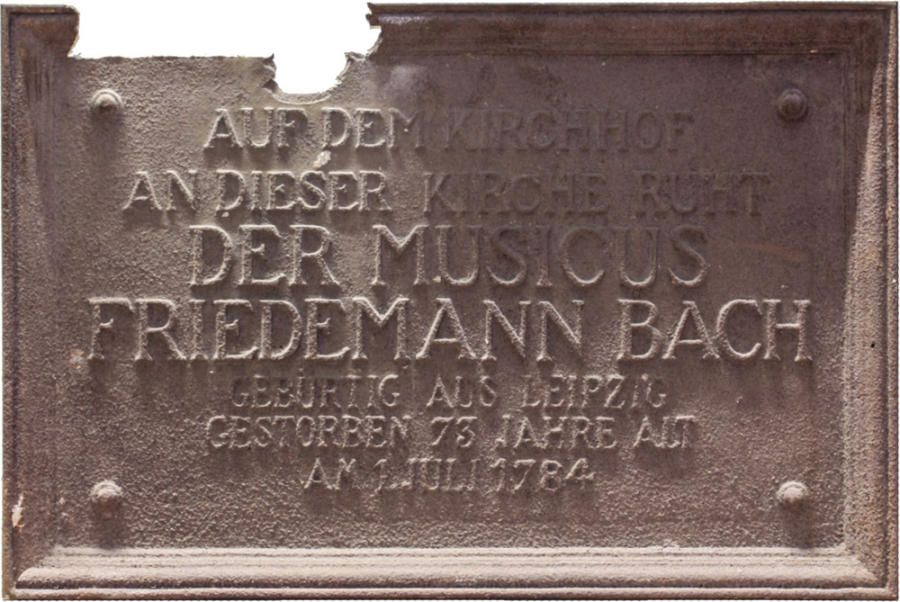 AUF DEM KIRCHHOF
AN DIESER KIRCHE RUHT
DER MUSICUS
FRIEDEMANN BACH
GEBÜRTIG AUS LEIPZIG
GESTORBEN 73 JAHRE ALT
AM 1. JULI 1784